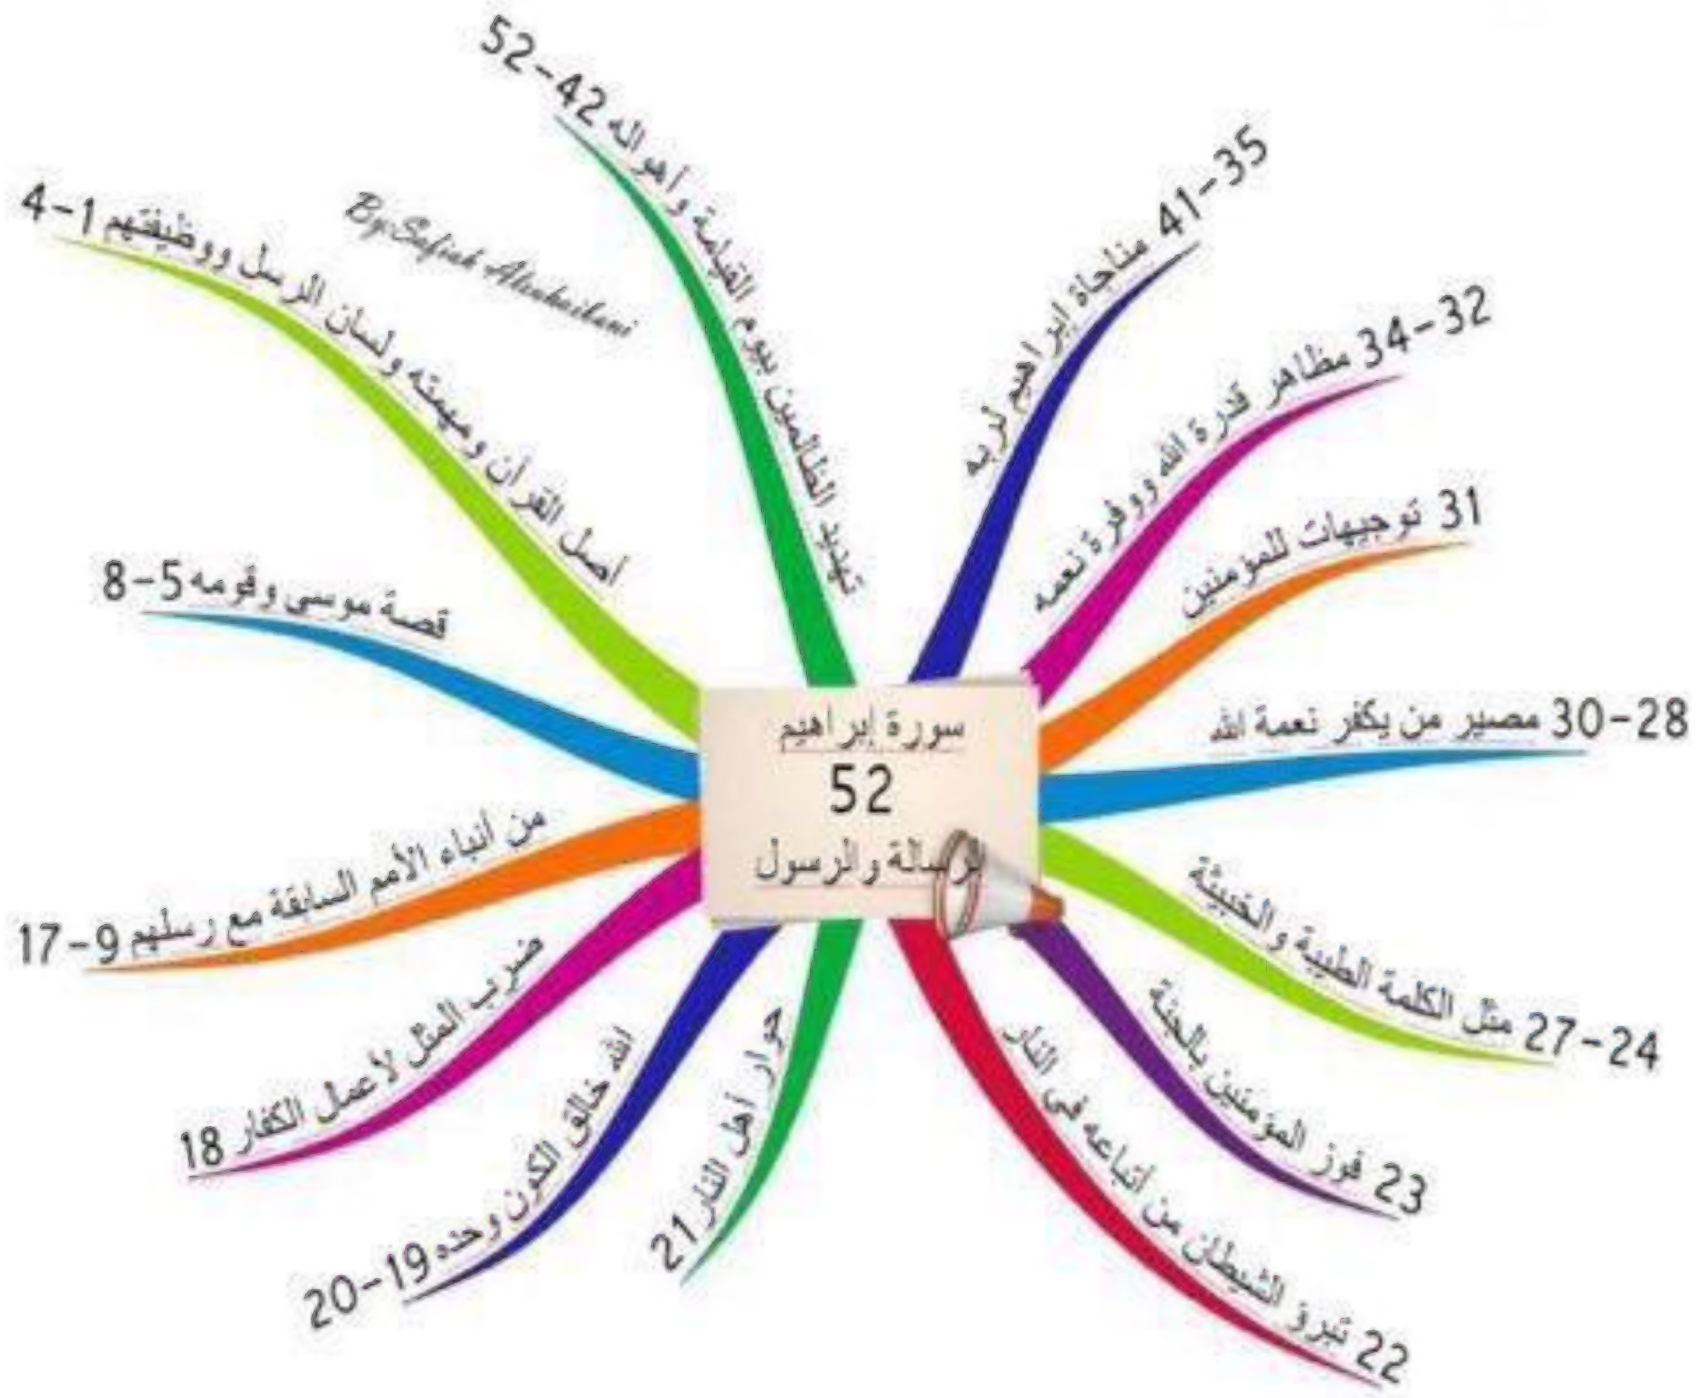 سورة إبراهيم
52
الرسالة والرسول
أصل القرآن ومهمته ولسان الرسل ووظيفتهم 1-4
قصة موسى وقومه 5-8
من أنباء الأمم السابقة مع رسلهم 9-17
ضرب المثل لأعمال الكفار 18
الله خالق الكون وحده 19-20
حوار أهل النار 21
22 تبرؤ الشيطان من أتباعه في النار
23 فوز المؤمنين بالجنة
24-27 مثل الكلمة الطيبة والخبيثة
28-30 مصير من يكفر نعمة الله
31 توجيهات للمؤمنين
32-34 مظاهر قدرة الله ووفرة نعمه
35-41 مناجاة إبراهيم لربه
تهديد الظالمين بيوم القيامة وأهواله 42-52
By:Safiah